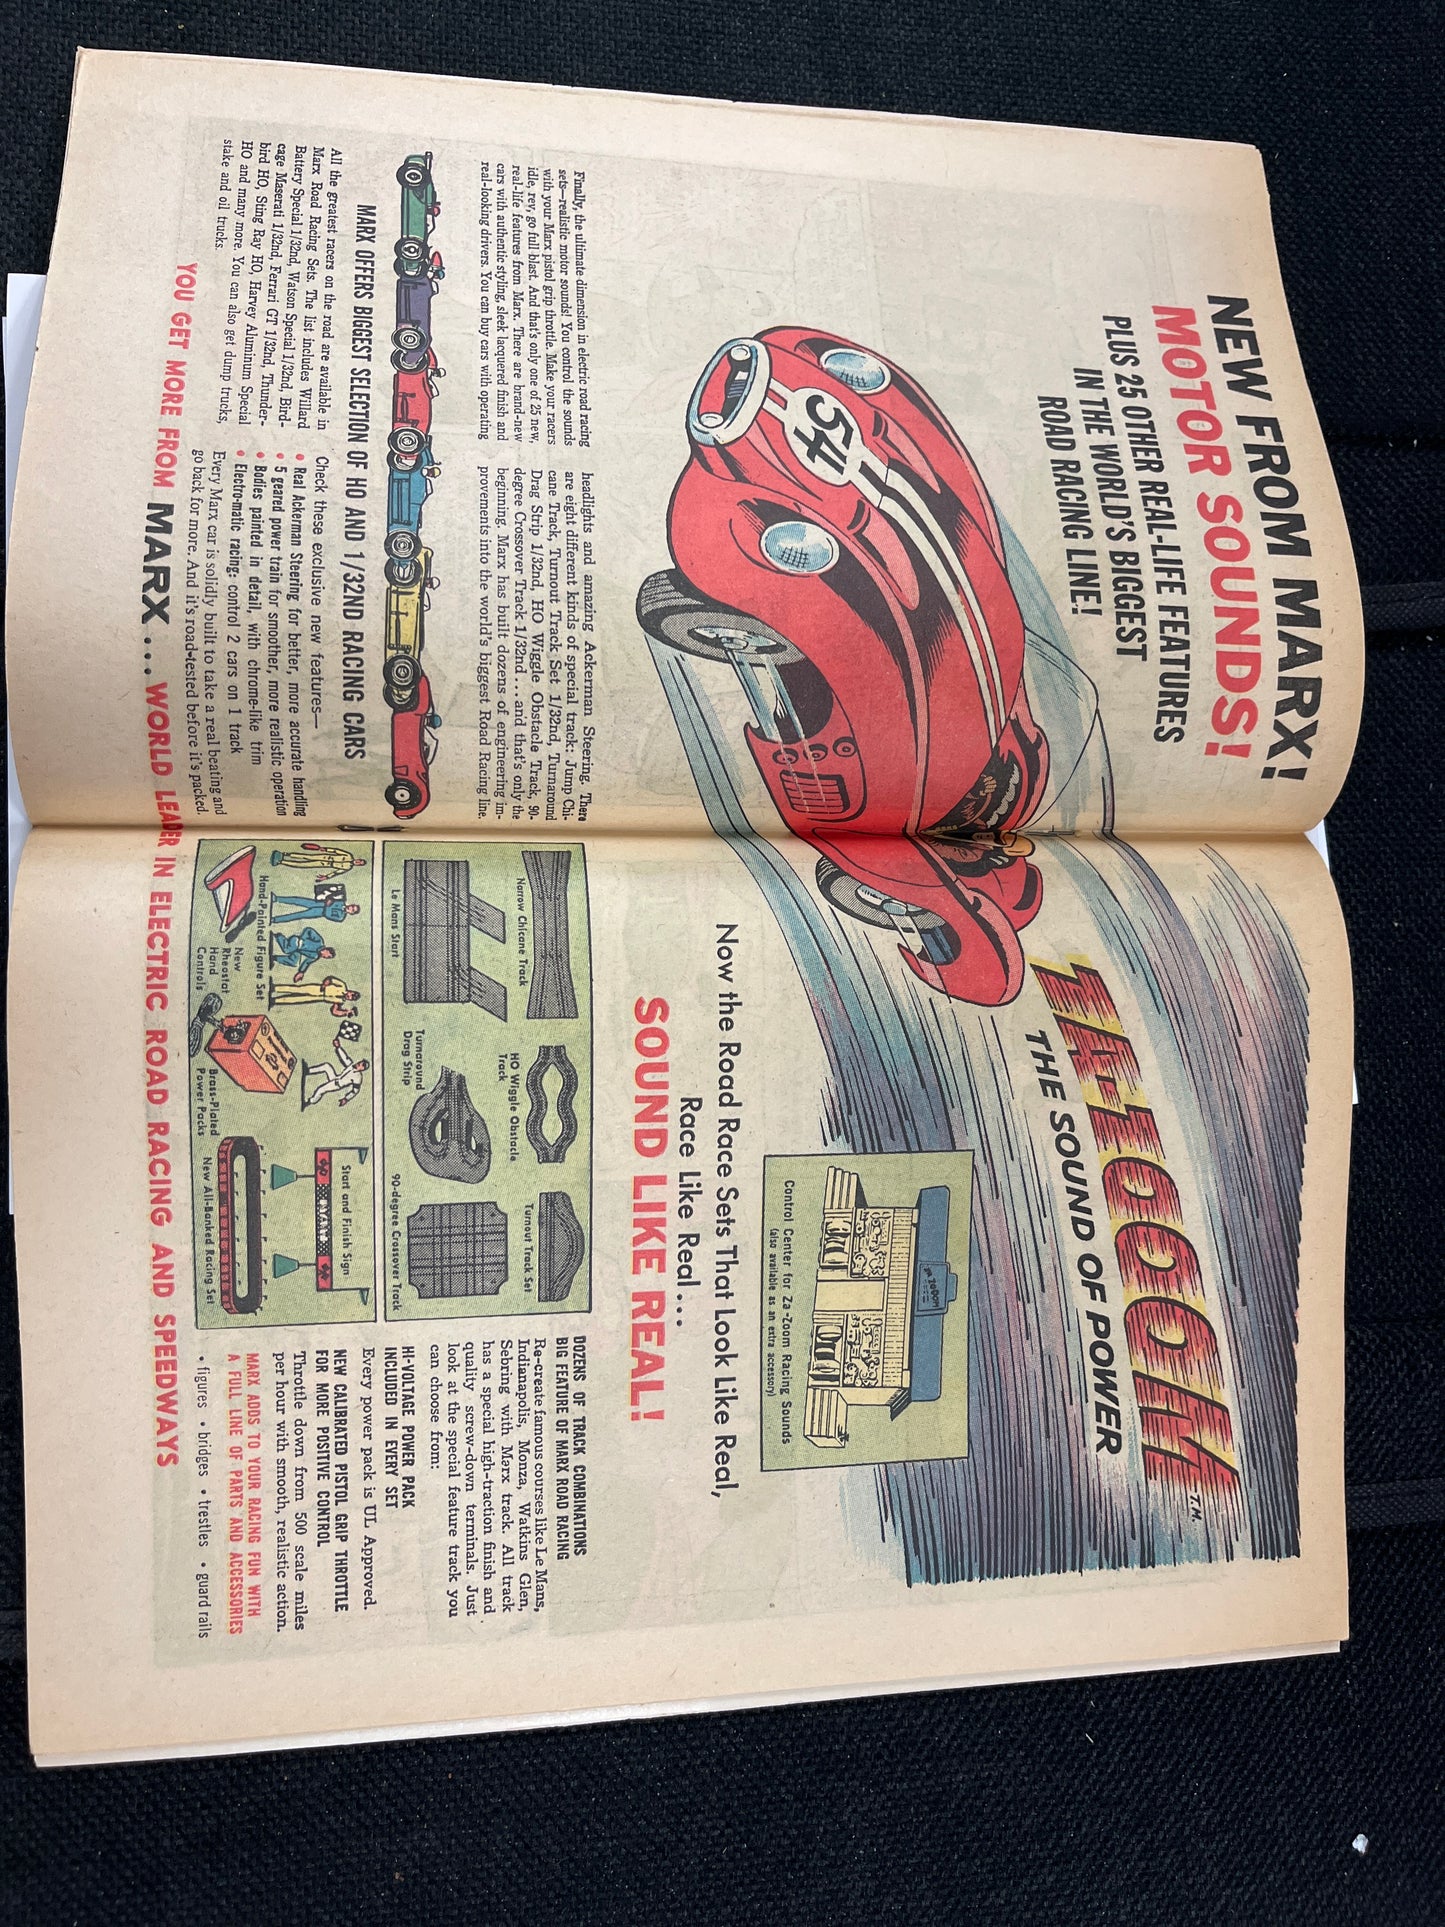 NEW FROM MARX!
MOTOR SOUNDS!
PLUS 25 OTHER REAL-LIFE FEATURES
IN THE WORLD'S BIGGEST
ROAD RACING LINE!
54
ZA-ZOOM T.M.
THE SOUND OF POWER
ZA ZOOM
Control Center for Za-Zoom Racing Sounds
(also available as an extra accessory)
Now the Road Race Sets That Look Like Real,
Race Like Real...
SOUND LIKE REAL!
Finally, the ultimate dimension in electric road racing
sets—realistic motor sounds! You control the sounds
with your Marx pistol grip throttle. Make your racers
idle, rev, go full blast. And that's only one of 25 new,
real-life features from Marx. There are brand-new
cars with authentic styling, sleek lacquered finish and
real-looking drivers. You can buy cars with operating
headlights and amazing Ackerman Steering. There
are eight different kinds of special track: Jump Chi-
cane Track, Turnout Track Set 1/32nd, Turnaround
Drag Strip 1/32nd, HO Wiggle Obstacle Track, 90-
degree Crossover Track 1/32nd...and that's only the
beginning. Marx has built dozens of engineering im-
provements into the world's biggest Road Racing line.
MARX OFFERS BIGGEST SELECTION OF HO AND 1/32ND RACING CARS
All the greatest racers on the road are available in
Marx Road Racing Sets. The list includes Willard
Battery Special 1/32nd, Watson Special 1/32nd, Bird-
cage Maserati 1/32nd, Ferrari GT 1/32nd, Thunder-
bird HO, Sting Ray HO, Harvey Aluminum Special
HO and many more. You can also get dump trucks,
stake and oil trucks.
Check these exclusive new features—
• Real Ackerman Steering for better, more accurate handling
• 5 geared power train for smoother, more realistic operation
• Bodies painted in detail, with chrome-like trim
• Electro-matic racing: control 2 cars on 1 track
Every Marx car is solidly built to take a real beating and
go back for more. And it's road-tested before it's packed.
Narrow Chicane Track
HO Wiggle Obstacle
Track
Turnout Track Set
Le Mans Start
Turnaround
Drag Strip
90-degree Crossover Track
Hand-Painted Figure Set
New
Rheostat
Hand
Controls
Brass-Plated
Power Packs
Start and Finish Sign
New All-Banked Racing Set
DOZENS OF TRACK COMBINATIONS
BIG FEATURE OF MARX ROAD RACING
Re-create famous courses like Le Mans,
Indianapolis, Monza, Watkins Glen,
Sebring with Marx track. All track
has a special high-traction finish and
quality screw-down terminals. Just
look at the special feature track you
can choose from:
HI-VOLTAGE POWER PACK
INCLUDED IN EVERY SET
Every power pack is UL Approved.
NEW CALIBRATED PISTOL GRIP THROTTLE
FOR MORE POSITIVE CONTROL
Throttle down from 500 scale miles
per hour with smooth, realistic action.
MARX ADDS TO YOUR RACING FUN WITH
A FULL LINE OF PARTS AND ACCESSORIES
• figures • bridges • trestles • guard rails
YOU GET MORE FROM MARX.... WORLD LEADER IN ELECTRIC ROAD RACING AND SPEEDWAYS